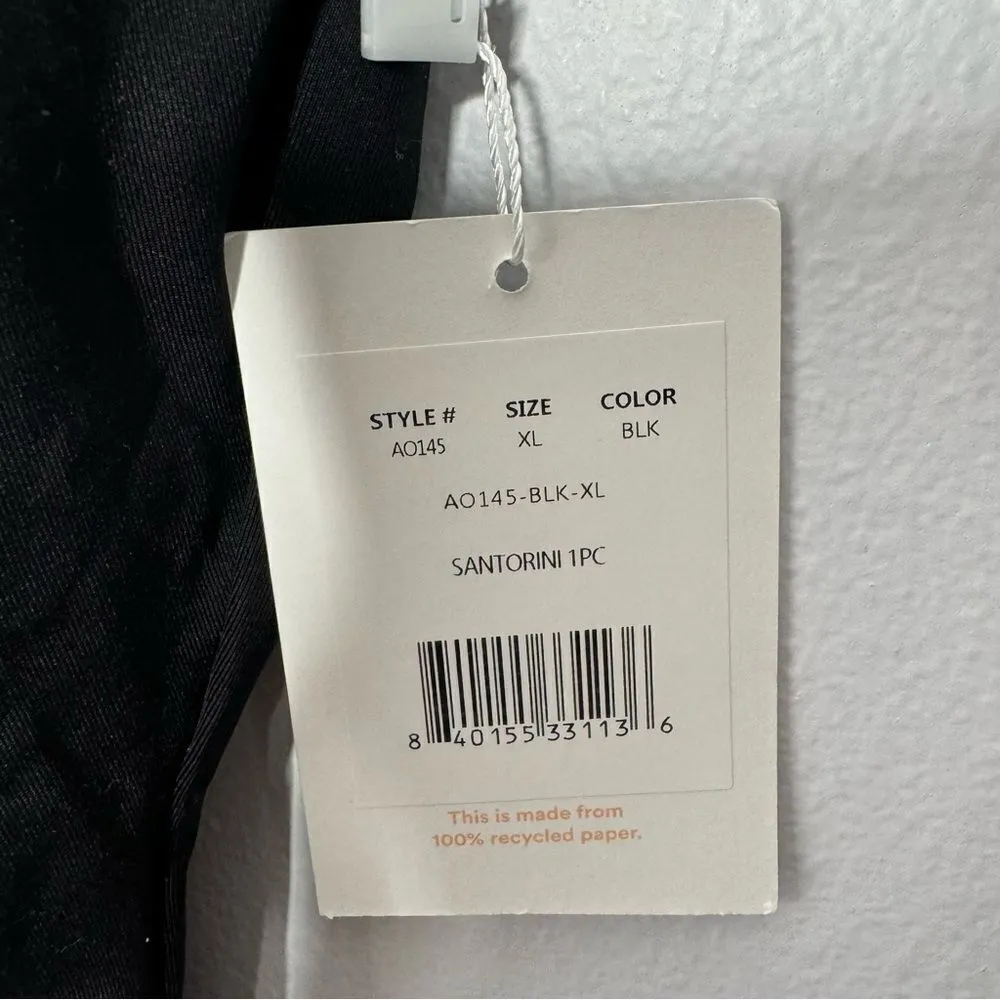 STYLE # SIZE COLOR
AO145 XL BLK
AO145-BLK-XL
SANTORINI 1PC
8 40155 33113 6
This is made from
100% recycled paper.